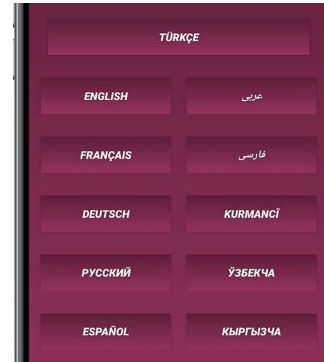 TÜRKÇE
ENGLISH
عربى
FRANÇAIS
فارسی
DEUTSCH
KURMANCÎ
РУССКИЙ
ЎЗБЕКЧА
ESPAÑOL
КЫРГЫЗЧА